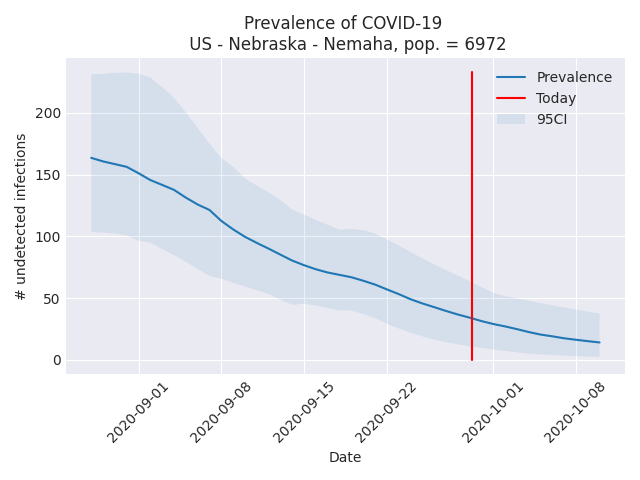 Prevalence of COVID-19
US - Nebraska - Nemaha, pop. = 6972
Prevalence
Today
95CI
200
150
100
50
0
# undetected infections
2020-09-01
2020-09-08
2020-09-15
2020-09-22
2020-10-01
2020-10-08
Date